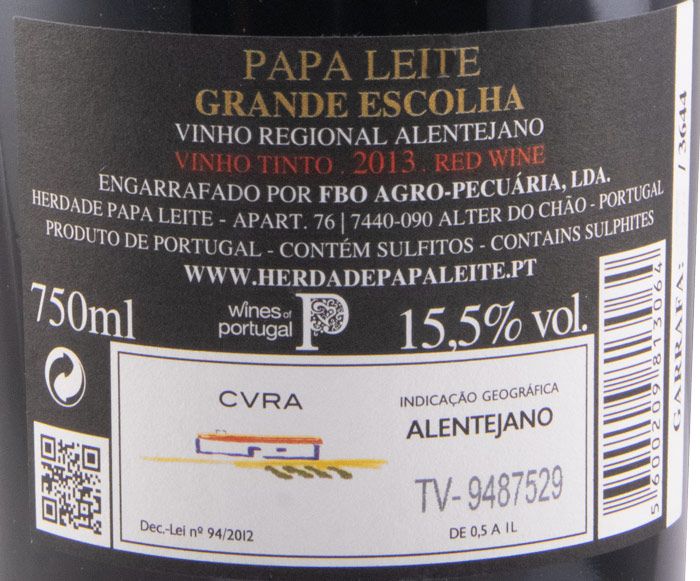 PAPA LEITE
GRANDE ESCOLHA
VINHO REGIONAL ALENTEJANO
VINHO TINTO . 2013 . RED WINE
ENGARRAFADO POR FBO AGRO-PECUÁRIA, LDA.
HERDADE PAPA LEITE - APART. 76 | 7440-090 ALTER DO CHÃO - PORTUGAL
PRODUTO DE PORTUGAL - CONTÉM SULFITOS - CONTAINS SULPHITES
WWW.HERDADEPAPALEITE.PT
750ml
wines of
portugal
P
15,5% vol.
CVRA
Dec.-Lei nº 94/2012
INDICAÇÃO GEOGRÁFICA
ALENTEJANO
TV- 9487529
DE 0,5 A 1L
5 600209 813064
GARRAFA: / 3644